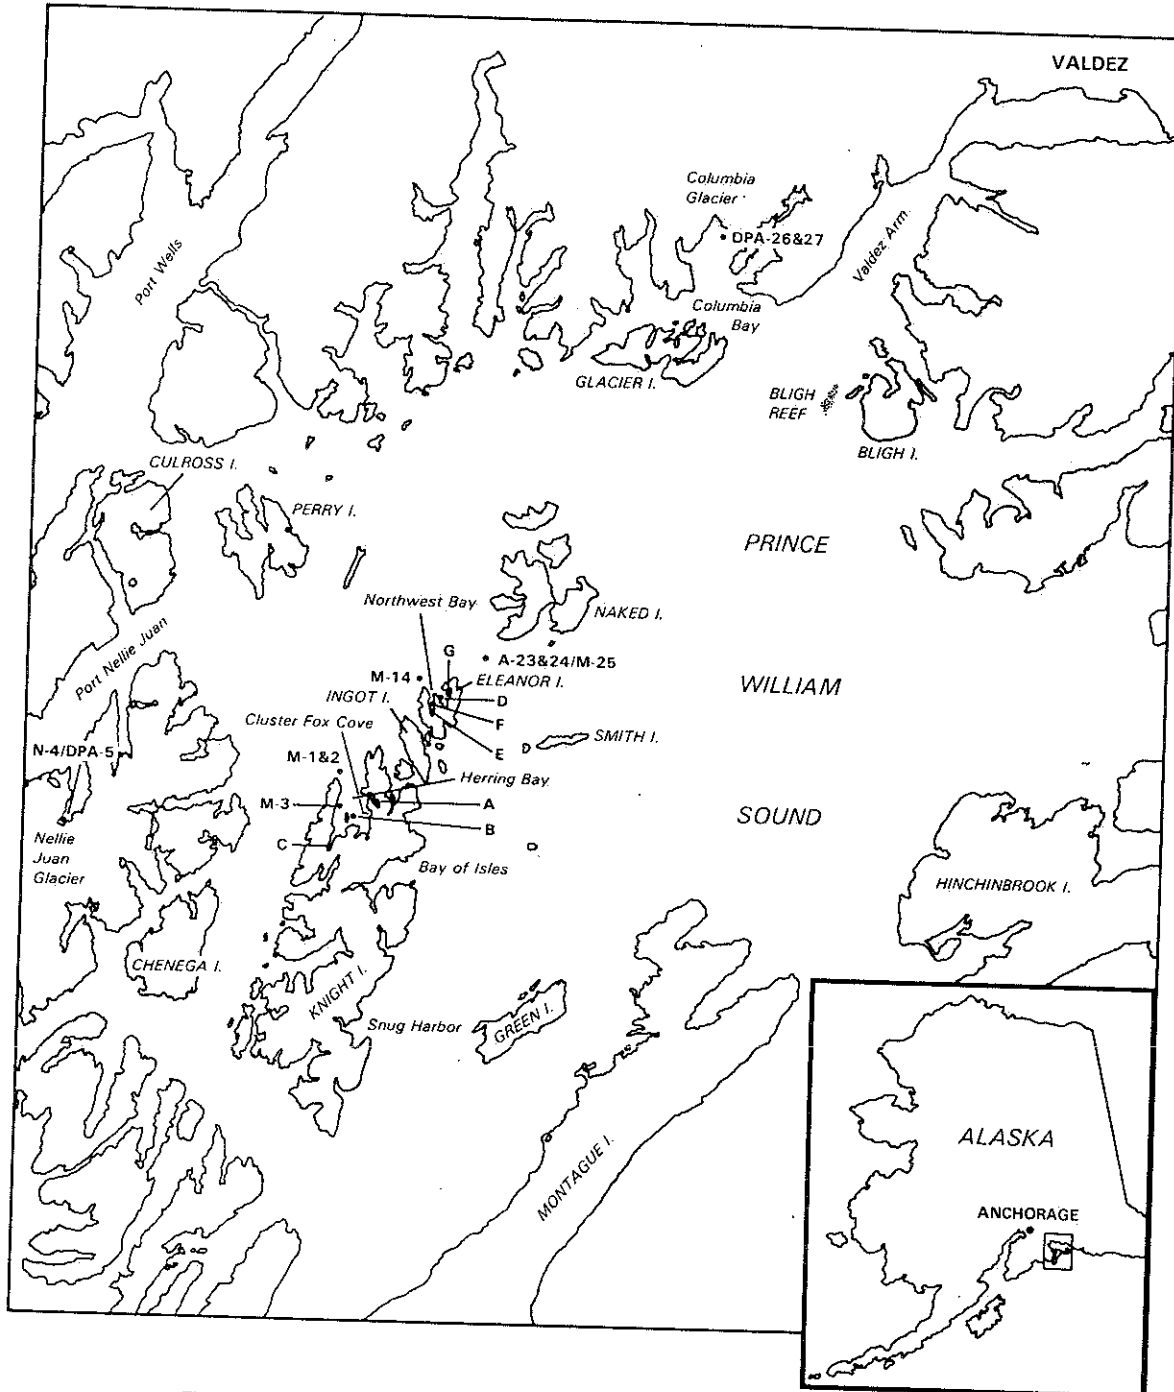 VALDEZ
Columbia
Glacier
DPA-26&27
Valdez Arm
Port Wells
Columbia
Bay
GLACIER I.
BLIGH
REEF
BLIGH I.
CULROSS I.
PERRY I.
PRINCE
Northwest Bay
NAKED I.
Port Nellie Juan
G
A-23&24/M-25
M-14
ELEANOR I.
WILLIAM
INGOT I.
D
Cluster Fox Cove
F
SMITH I.
N-4/DPA-5
E
M-1&2
Herring Bay
M-3
A
SOUND
B
Nellie
Juan
Glacier
C
Bay of Isles
HINCHINBROOK I.
CHENEGA I.
KNIGHT I.
Snug Harbor
GREEN I.
MONTAGUE I.
ALASKA
ANCHORAGE